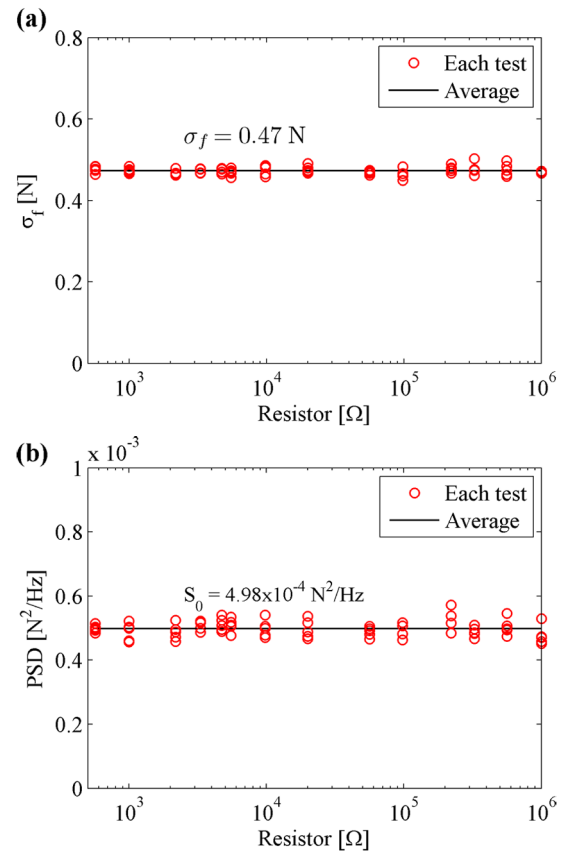 (a)
0.8
0.6
0.4
0.2
0
σf [N]
Each test
Average
σf = 0.47 N
10^3 10^4 10^5 10^6
Resistor [Ω]
(b)
x 10^-3
1
0.8
0.6
0.4
0.2
0
PSD [N^2/Hz]
Each test
Average
S0 = 4.98x10^-4 N^2/Hz
10^3 10^4 10^5 10^6
Resistor [Ω]